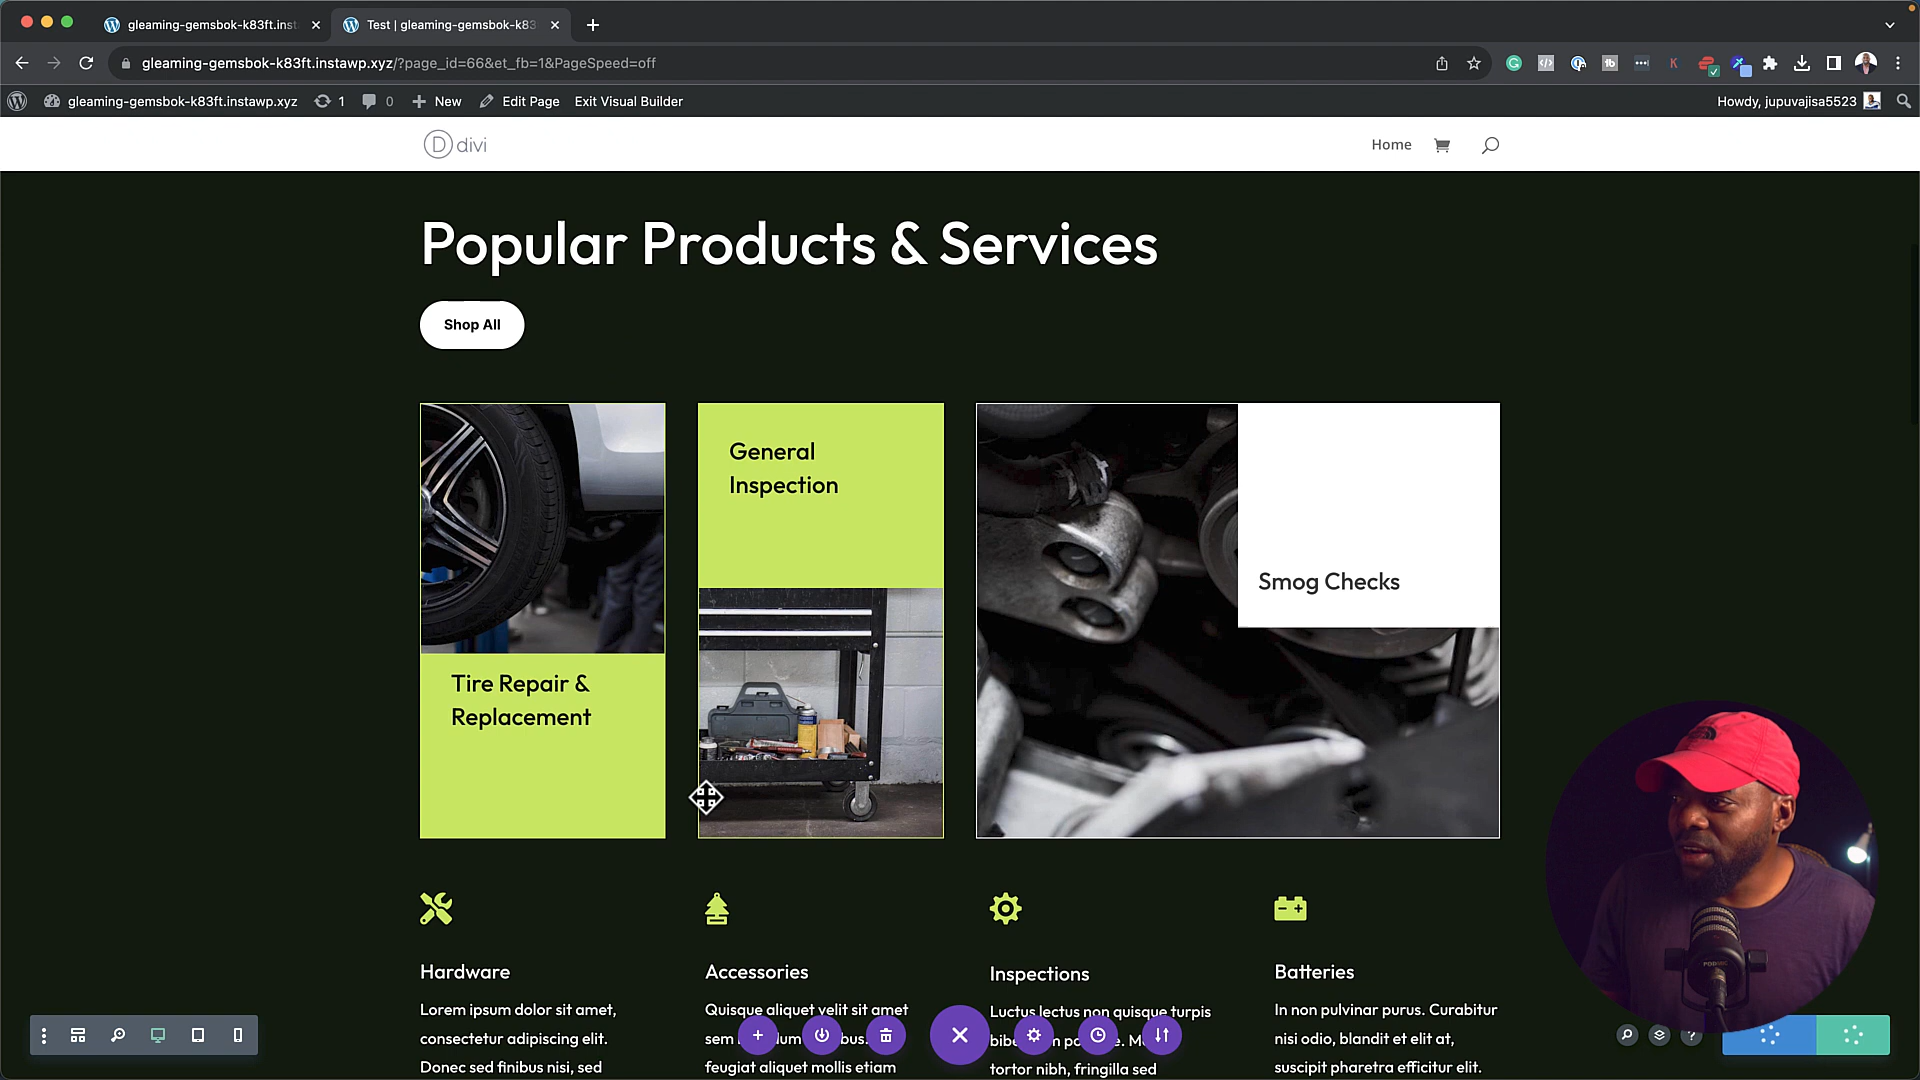 gleaming-gemsbok-k83ft.inst
Test | gleaming-gemsbok-k83
gleaming-gemsbok-k83ft.instawp.xyz/?page_id=66&et_fb=1&PageSpeed=off
gleaming-gemsbok-k83ft.instawp.xyz 1 0 New Edit Page Exit Visual Builder Howdy, jupuvajisa5523
D divi Home
Popular Products & Services
Shop All
General
Inspection
Smog Checks
Tire Repair &
Replacement
Hardware Accessories Inspections Batteries
Lorem ipsum dolor sit amet, Quisque aliquet velit sit amet Luctus lectus non quisque turpis In non pulvinar purus. Curabitur
consectetur adipiscing elit. sem nisi odio, blandit et elit at,
Donec sed finibus nisi, sed feugiat aliquet mollis etiam tortor nibh, fringilla sed suscipit pharetra efficitur elit.